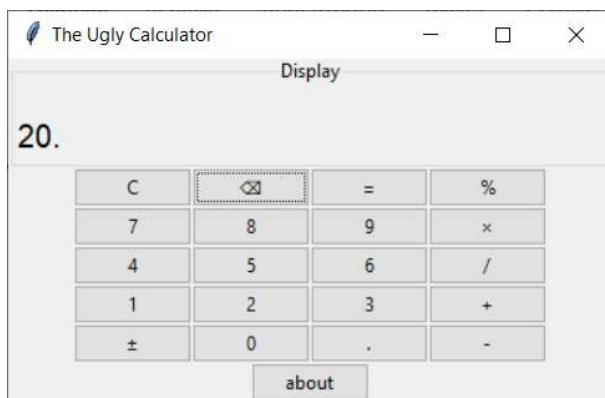 The Ugly Calculator
Display
20.
C ⌫ = %
7 8 9 ×
4 5 6 /
1 2 3 +
± 0 . -
about